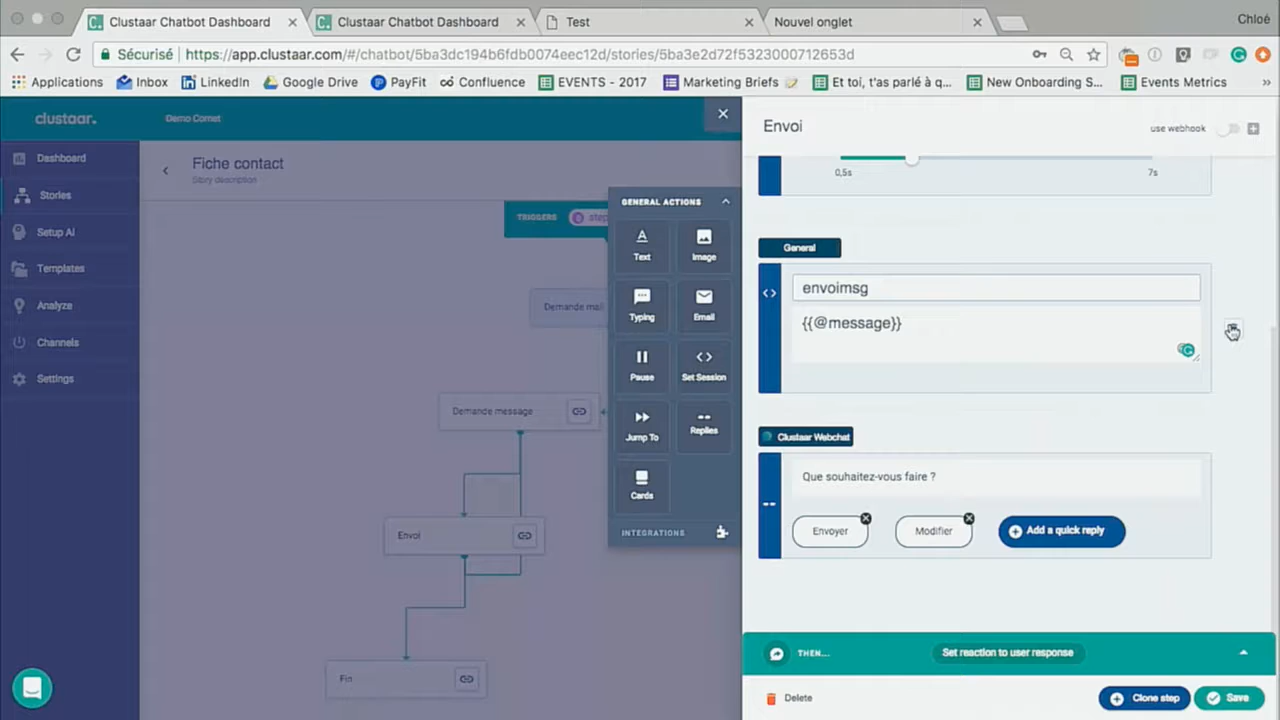 Chloé
Clustaar Chatbot Dashboard
Clustaar Chatbot Dashboard
Test
Nouvel onglet
Sécurisé https://app.clustaar.com/#/chatbot/5ba3dc194b6fdb0074eec12d/stories/5ba3e2d72f5323000712653d
Applications Inbox LinkedIn Google Drive PayFit Confluence EVENTS - 2017 Marketing Briefs Et toi, t'as parlé à q... New Onboarding S... Events Metrics »
clustaar.
Demo Comet
Dashboard
Stories
Setup AI
Templates
Analyze
Channels
Settings
Fiche contact
Story description
TRIGGERS
step
Demande mail
Demande message
Envoi
Fin
GENERAL ACTIONS
Text
Image
Typing
Email
Pause
Set Session
Jump To
Replies
Cards
INTEGRATIONS
Envoi
use webhook
0,5s
7s
General
envoimsg
{{@message}}
Clustaar Webchat
Que souhaitez-vous faire ?
Envoyer
Modifier
Add a quick reply
THEN...
Set reaction to user response
Delete
Clone step
Save